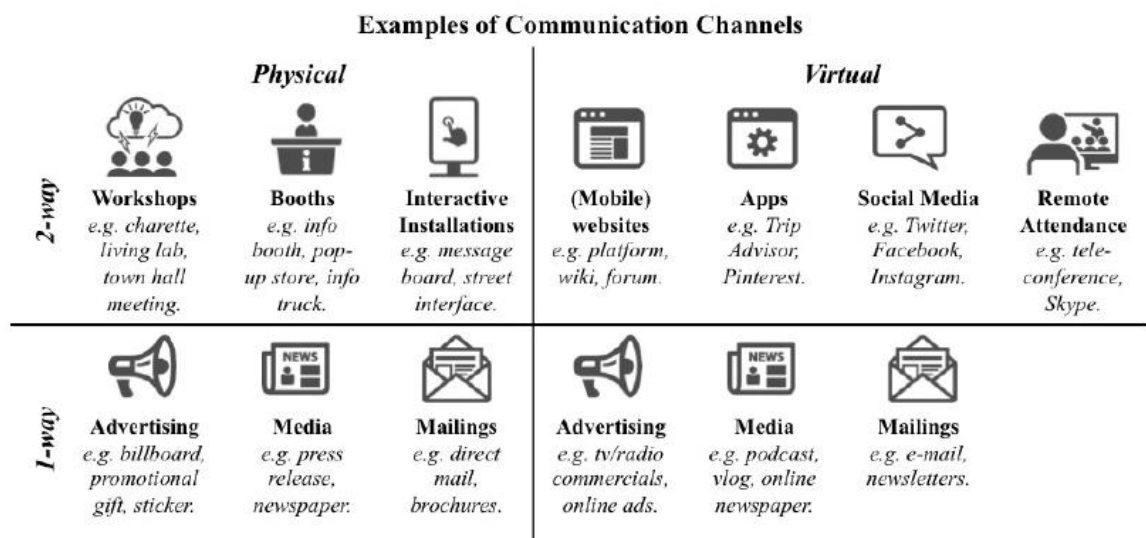 Examples of Communication Channels
Physical
Virtual
2-way
Workshops
e.g. charette,
living lab,
town hall
meeting.
i
Booths
e.g. info
booth, pop-
up store, info
truck.
Interactive
Installations
e.g. message
board, street
interface.
(Mobile)
websites
e.g. platform,
wiki, forum.
Apps
e.g. Trip
Advisor,
Pinterest.
Social Media
e.g. Twitter,
Facebook,
Instagram.
Remote
Attendance
e.g. tele-
conference,
Skype.
1-way
Advertising
e.g. billboard,
promotional
gift, sticker.
NEWS
Media
e.g. press
release,
newspaper.
Mailings
e.g. direct
mail,
brochures.
Advertising
e.g. tv/radio
commercials,
online ads.
NEWS
Media
e.g. podcast,
vlog, online
newspaper.
Mailings
e.g. e-mail,
newsletters.